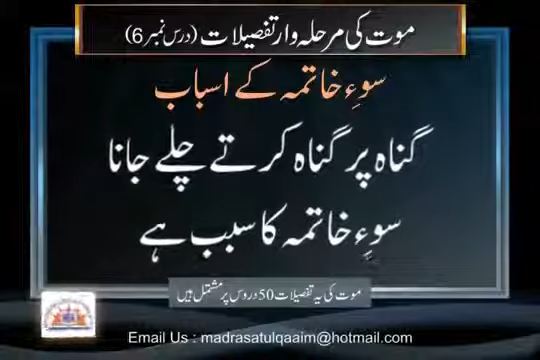 موت کی مرحلہ وار تفصیلات (درس نمبر 6)
سوءِ خاتمہ کے اسباب
گناہ پر گناہ کرتے چلے جانا
سوءِ خاتمہ کا سبب ہے
موت کی یہ تفصیلات 50 دروس پر مشتمل ہیں
Email Us : madrasatulqaaim@hotmail.com